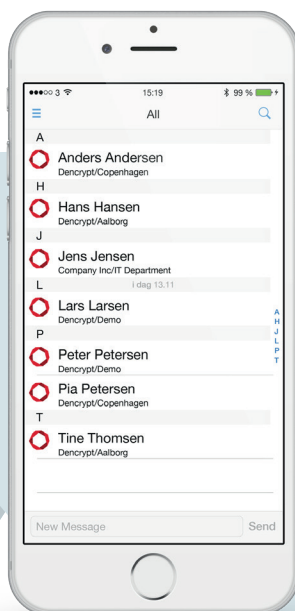 3 15:19 99 %
All
A
Anders Andersen
Dencrypt/Copenhagen
H
Hans Hansen
Dencrypt/Aalborg
J
Jens Jensen
Company Inc/IT Department
L i dag 13.11
Lars Larsen
Dencrypt/Demo
P
Peter Petersen
Dencrypt/Demo
Pia Petersen
Dencrypt/Copenhagen
T
Tine Thomsen
Dencrypt/Aalborg
A
H
J
L
P
T
New Message Send